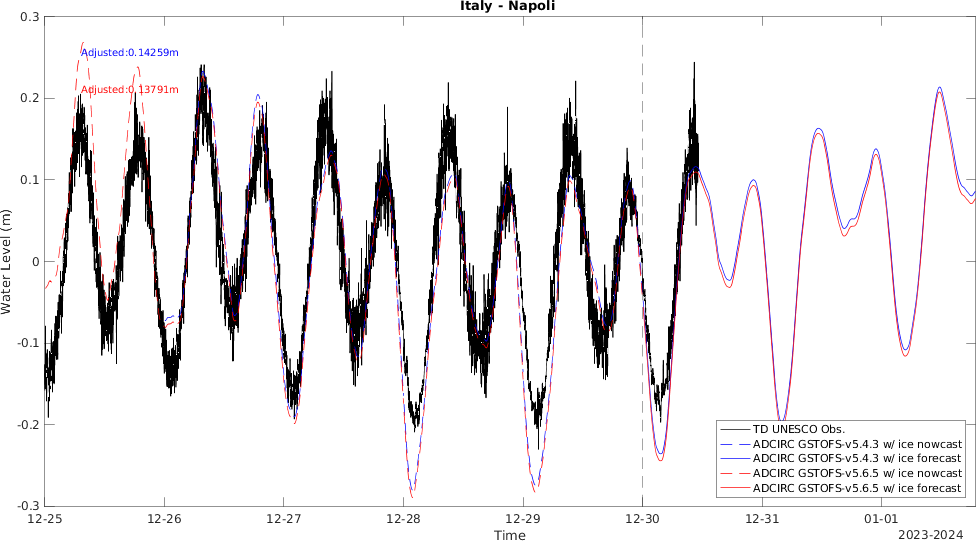 Italy - Napoli
0.3
Adjusted:0.14259m
Adjusted:0.13791m
0.2
0.1
0
-0.1
-0.2
-0.3
Water Level (m)
TD UNESCO Obs.
ADCIRC GSTOFS-v5.4.3 w/ ice nowcast
ADCIRC GSTOFS-v5.4.3 w/ ice forecast
ADCIRC GSTOFS-v5.6.5 w/ ice nowcast
ADCIRC GSTOFS-v5.6.5 w/ ice forecast
12-25 12-26 12-27 12-28 12-29 12-30 12-31 01-01
Time
2023-2024